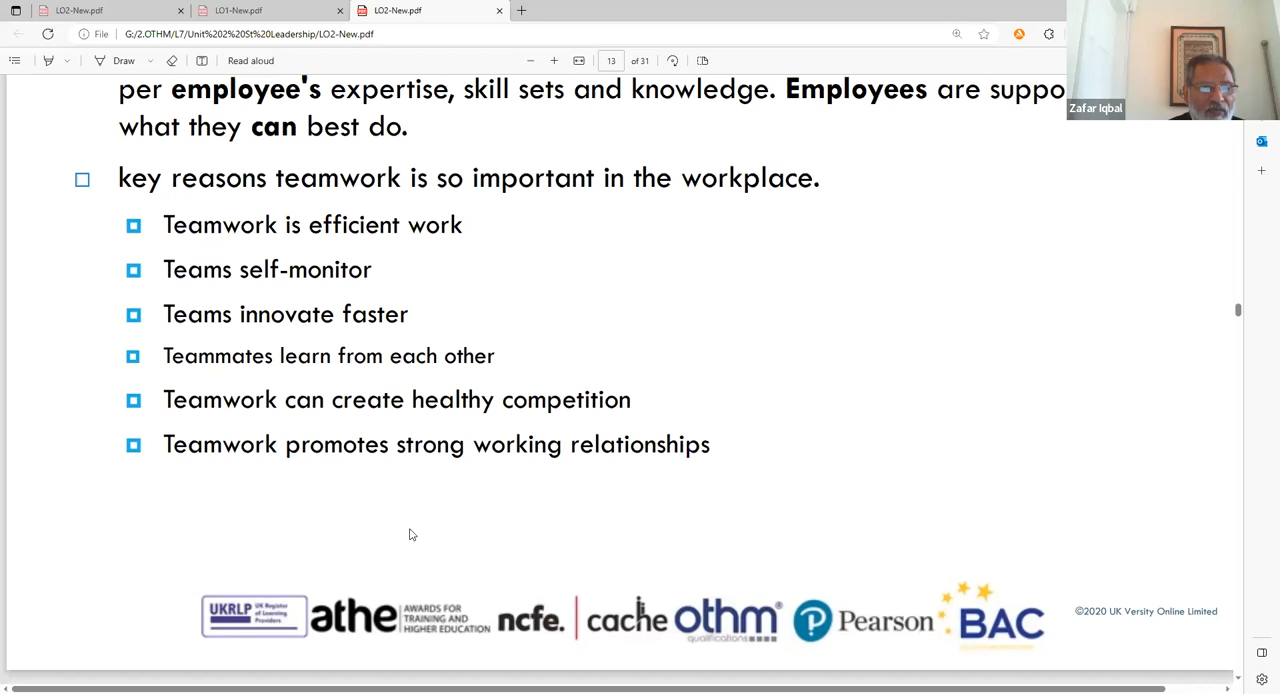 LO2-New.pdf
LO1-New.pdf
LO2-New.pdf
File
G:/2.OTHM/L7/Unit%202%20St%20Leadership/LO2-New.pdf
Draw
Read aloud
13 of 31
Zafar Iqbal
per employee's expertise, skill sets and knowledge. Employees are suppo
what they can best do.
key reasons teamwork is so important in the workplace.
Teamwork is efficient work
Teams self-monitor
Teams innovate faster
Teammates learn from each other
Teamwork can create healthy competition
Teamwork promotes strong working relationships
UKRLP UK Register of Learning Providers
athe AWARDS FOR TRAINING AND HIGHER EDUCATION
ncfe. cache
othm qualifications
Pearson
BAC
©2020 UK Versity Online Limited